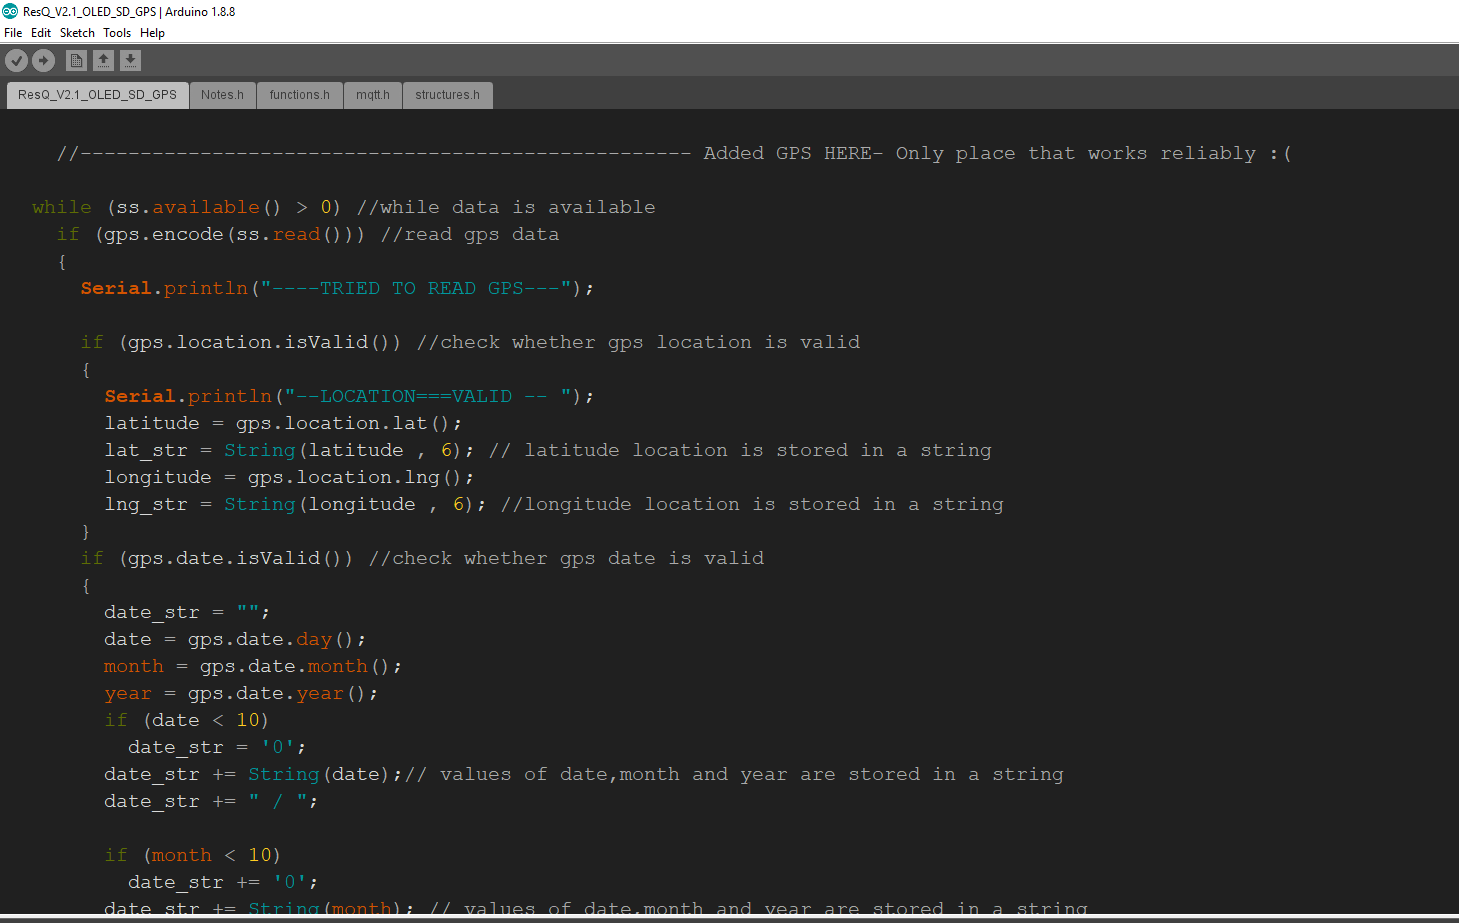 ResQ_V2.1_OLED_SD_GPS | Arduino 1.8.8
File Edit Sketch Tools Help
ResQ_V2.1_OLED_SD_GPS Notes.h functions.h mqtt.h structures.h
//--------------------------------------------------- Added GPS HERE- Only place that works reliably :(
while (ss.available() > 0) //while data is available
if (gps.encode(ss.read())) //read gps data
{
Serial.println("----TRIED TO READ GPS---");
if (gps.location.isValid()) //check whether gps location is valid
{
Serial.println("--LOCATION===VALID -- ");
latitude = gps.location.lat();
lat_str = String(latitude , 6); // latitude location is stored in a string
longitude = gps.location.lng();
lng_str = String(longitude , 6); //longitude location is stored in a string
}
if (gps.date.isValid()) //check whether gps date is valid
{
date_str = "";
date = gps.date.day();
month = gps.date.month();
year = gps.date.year();
if (date < 10)
date_str = '0';
date_str += String(date);// values of date,month and year are stored in a string
date_str += " / ";
if (month < 10)
date_str += '0';
date_str += String(month); // values of date,month and year are stored in a string